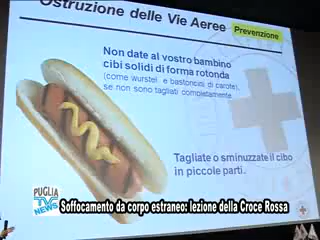 Ostruzione delle Vie Aeree
Prevenzione
Non date al vostro bambino
cibi solidi di forma rotonda
(come wurstel e bastoncini di carote),
se non sono tagliati completamente
Tagliate o sminuzzate il cibo
in piccole parti.
PUGLIA
TV
NEWS
Soffocamento da corpo estraneo: lezione della Croce Rossa